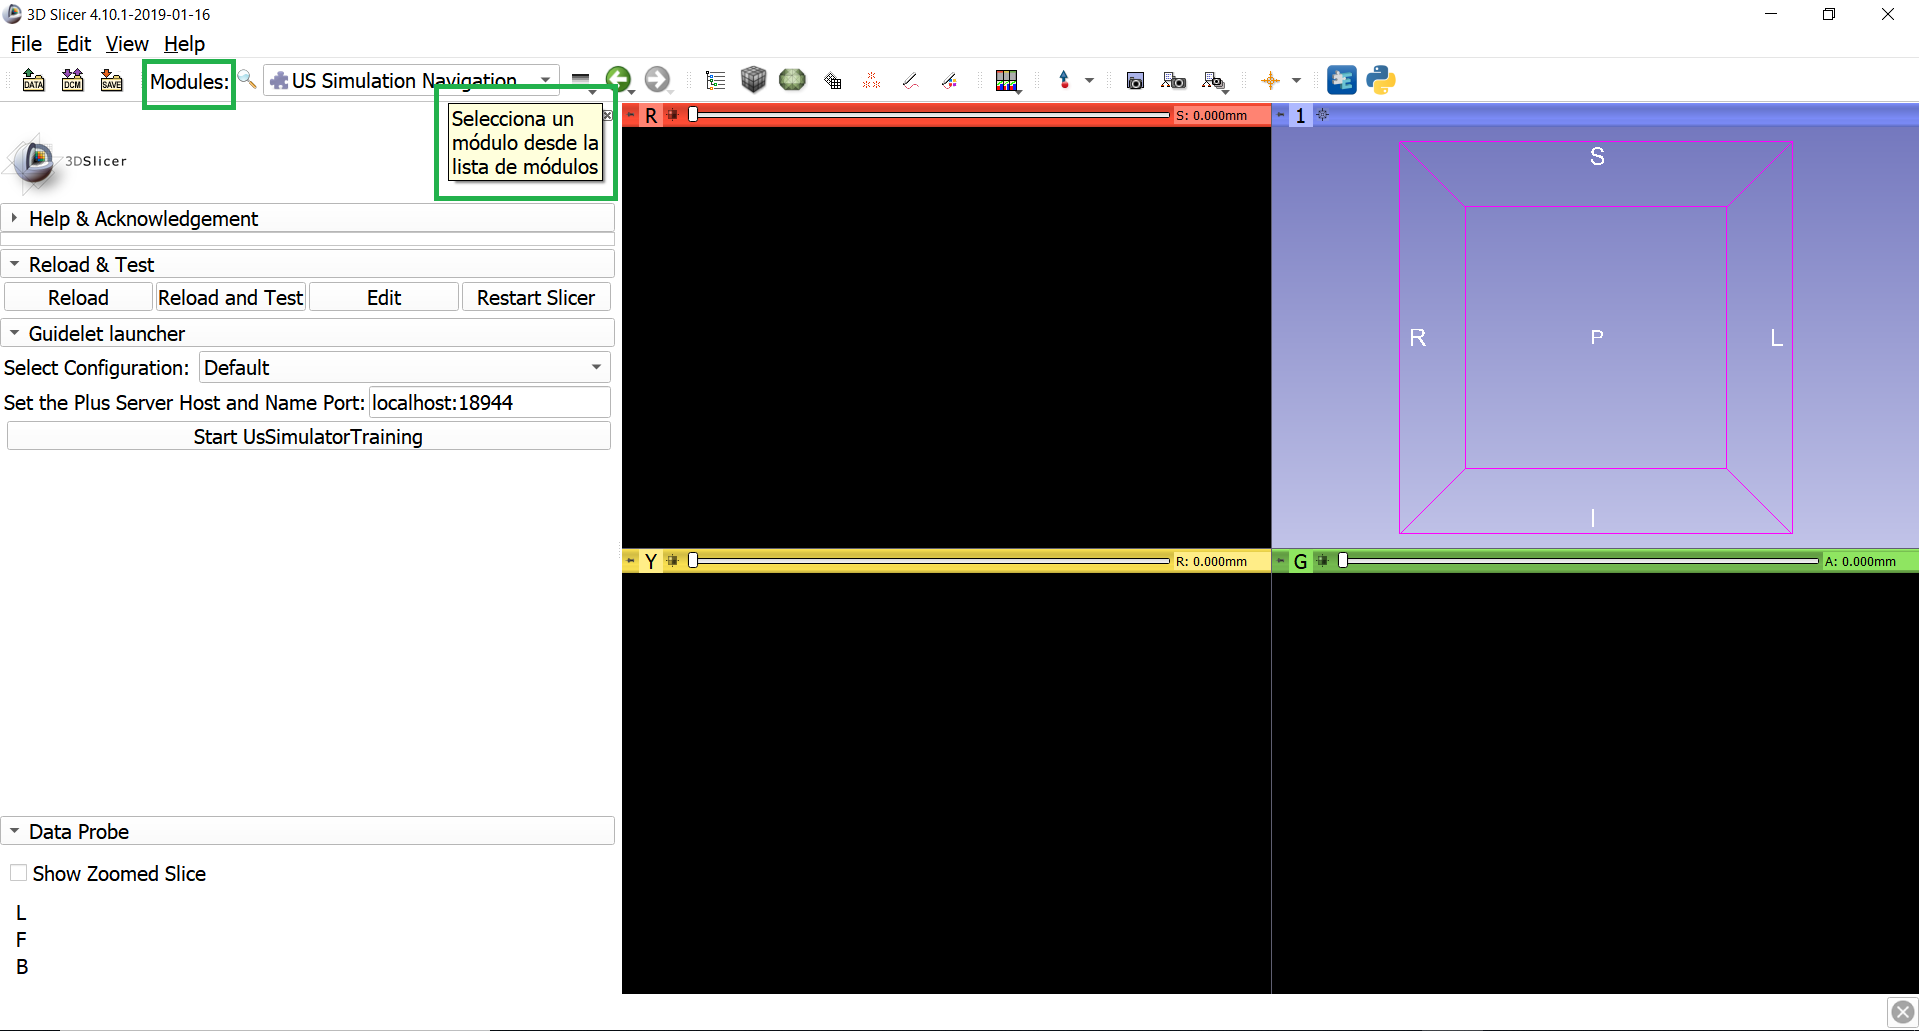 3D Slicer 4.10.1-2019-01-16
File Edit View Help
DATA DCM SAVE Modules: US Simulation Navigation
Selecciona un
módulo desde la
lista de módulos
3DSlicer
Help & Acknowledgement
Reload & Test
Reload Reload and Test Edit Restart Slicer
Guidelet launcher
Select Configuration: Default
Set the Plus Server Host and Name Port: localhost:18944
Start UsSimulatorTraining
Data Probe
Show Zoomed Slice
L
F
B
R S: 0.000mm
1
S
R P L
I
Y R: 0.000mm
G A: 0.000mm